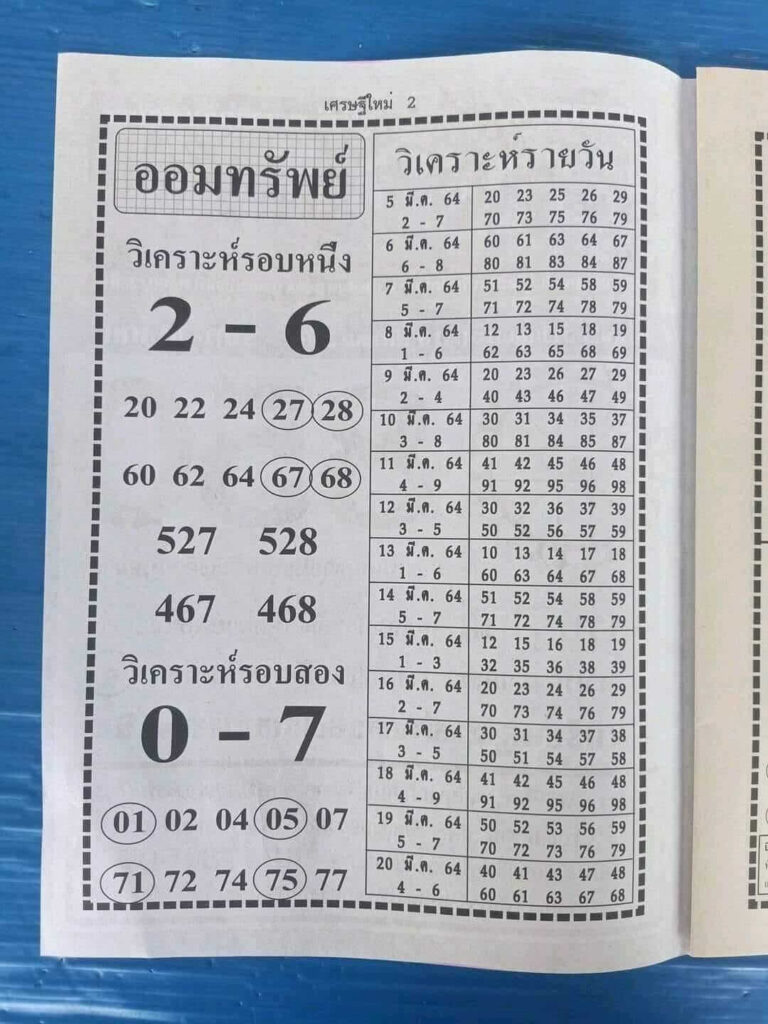 เศรษฐีใหม่ 2
ออมทรัพย์
วิเคราะห์รอบหนึ่ง
2 - 6
20 22 24 27 28
60 62 64 67 68
527 528
467 468
วิเคราะห์รอบสอง
0 - 7
01 02 04 05 07
71 72 74 75 77
วิเคราะห์รายวัน
5 มี.ค. 64 20 23 25 26 29
2 - 7 70 73 75 76 79
6 มี.ค. 64 60 61 63 64 67
6 - 8 80 81 83 84 87
7 มี.ค. 64 51 52 54 58 59
5 - 7 71 72 74 78 79
8 มี.ค. 64 12 13 15 18 19
1 - 6 62 63 65 68 69
9 มี.ค. 64 20 23 26 27 29
2 - 4 40 43 46 47 49
10 มี.ค. 64 30 31 34 35 37
3 - 8 80 81 84 85 87
11 มี.ค. 64 41 42 45 46 48
4 - 9 91 92 95 96 98
12 มี.ค. 64 30 32 36 37 39
3 - 5 50 52 56 57 59
13 มี.ค. 64 10 13 14 17 18
1 - 6 60 63 64 67 68
14 มี.ค. 64 51 52 54 58 59
5 - 7 71 72 74 78 79
15 มี.ค. 64 12 15 16 18 19
1 - 3 32 35 36 38 39
16 มี.ค. 64 20 23 24 26 29
2 - 7 70 73 74 76 79
17 มี.ค. 64 30 31 34 37 38
3 - 5 50 51 54 57 58
18 มี.ค. 64 41 42 45 46 48
4 - 9 91 92 95 96 98
19 มี.ค. 64 50 52 53 56 59
5 - 7 70 72 73 76 79
20 มี.ค. 64 40 41 43 47 48
4 - 6 60 61 63 67 68